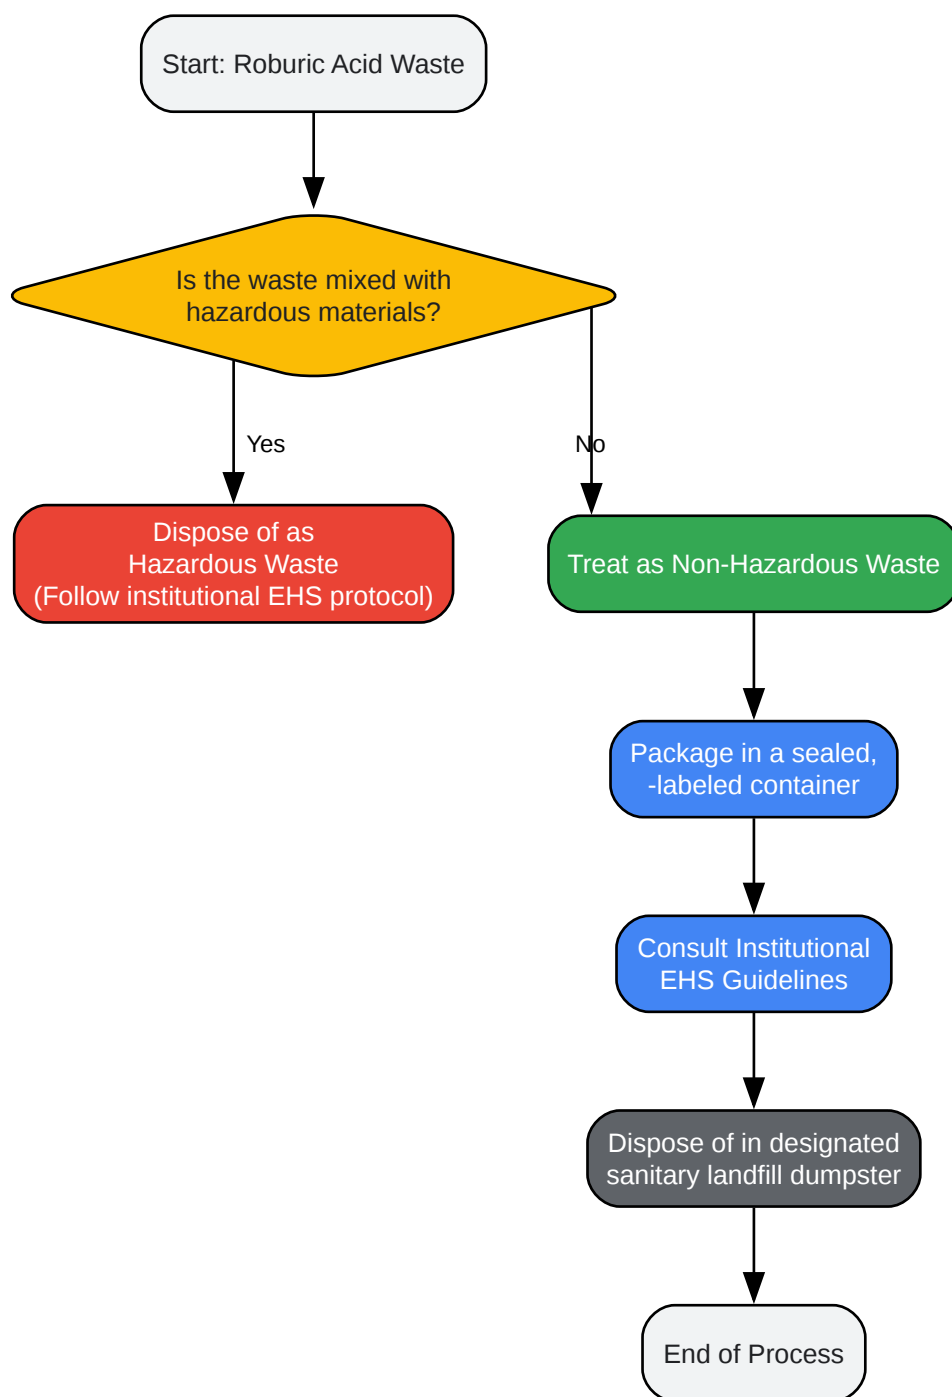 Start: Roburic Acid Waste
Is the waste mixed with
hazardous materials?
Yes
No
Dispose of as
Hazardous Waste
(Follow institutional EHS protocol)
Treat as Non-Hazardous Waste
Package in a sealed,
-labeled container
Consult Institutional
EHS Guidelines
Dispose of in designated
sanitary landfill dumpster
End of Process